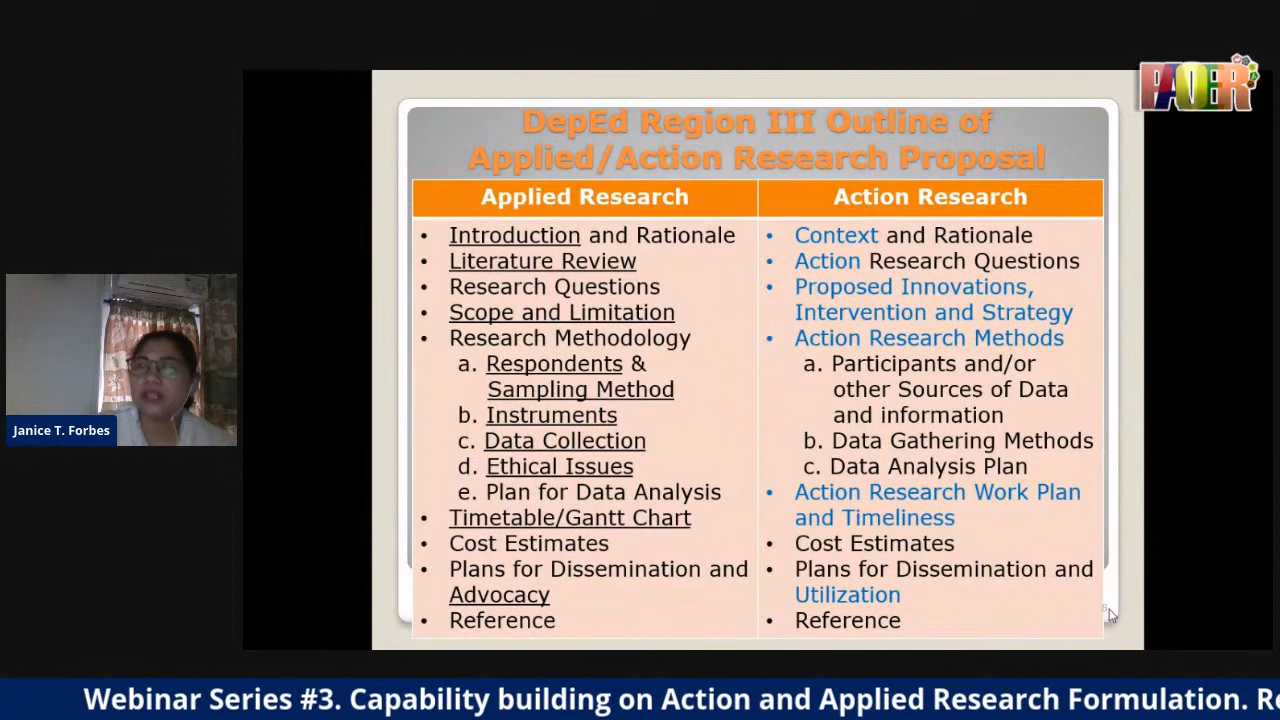 PAOER
DepEd Region III Outline of
Applied/Action Research Proposal
Applied Research
• Introduction and Rationale
• Literature Review
• Research Questions
• Scope and Limitation
• Research Methodology
a. Respondents &
Sampling Method
b. Instruments
c. Data Collection
d. Ethical Issues
e. Plan for Data Analysis
• Timetable/Gantt Chart
• Cost Estimates
• Plans for Dissemination and
Advocacy
• Reference
Action Research
• Context and Rationale
• Action Research Questions
• Proposed Innovations,
Intervention and Strategy
• Action Research Methods
a. Participants and/or
other Sources of Data
and information
b. Data Gathering Methods
c. Data Analysis Plan
• Action Research Work Plan
and Timeliness
• Cost Estimates
• Plans for Dissemination and
Utilization
• Reference
8
Janice T. Forbes
Webinar Series #3. Capability building on Action and Applied Research Formulation.